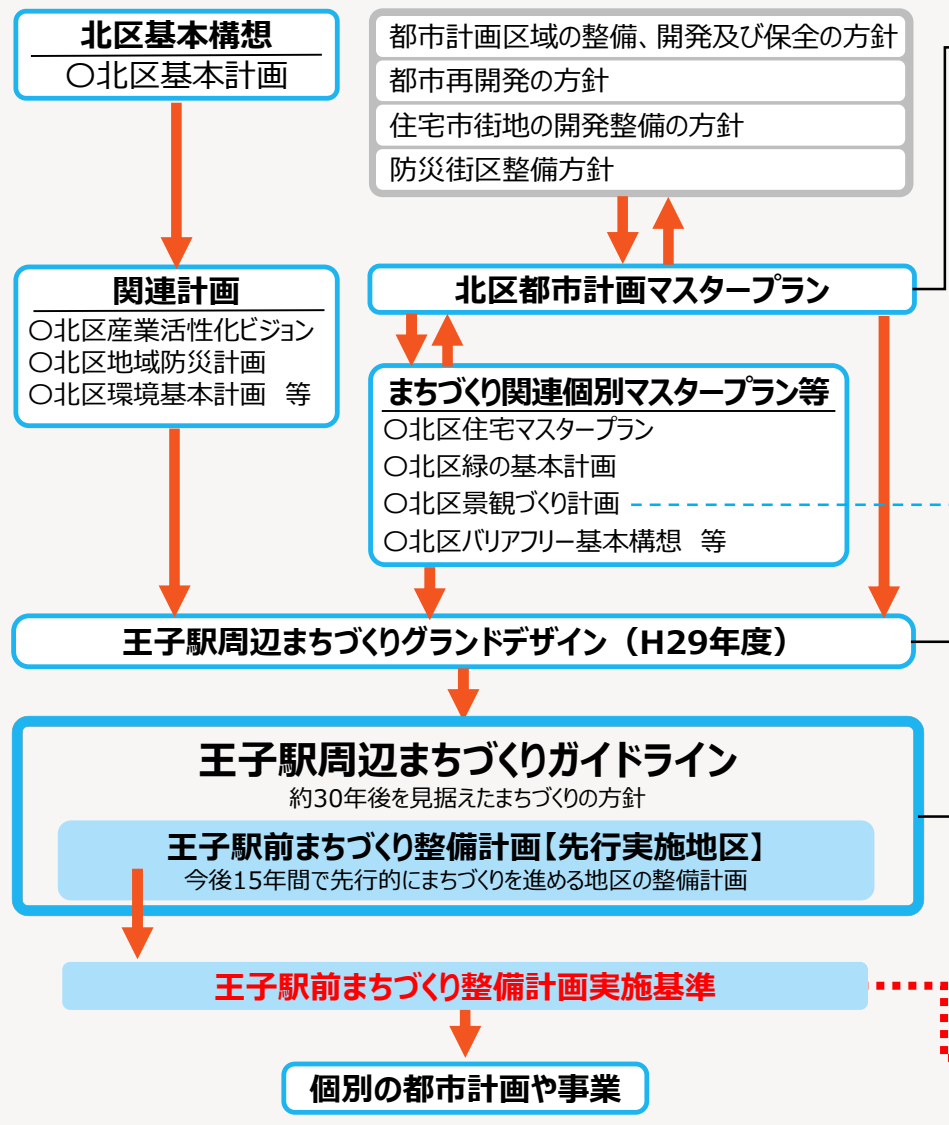 北区基本構想
〇北区基本計画
都市計画区域の整備、開発及び保全の方針
都市再開発の方針
住宅市街地の開発整備の方針
防災街区整備方針
関連計画
〇北区産業活性化ビジョン
〇北区地域防災計画
〇北区環境基本計画 等
北区都市計画マスタープラン
まちづくり関連個別マスタープラン等
〇北区住宅マスタープラン
〇北区緑の基本計画
〇北区景観づくり計画
〇北区バリアフリー基本構想 等
王子駅周辺まちづくりグランドデザイン（H29年度）
王子駅周辺まちづくりガイドライン
約30年後を見据えたまちづくりの方針
王子駅前まちづくり整備計画【先行実施地区】
今後15年間で先行的にまちづくりを進める地区の整備計画
王子駅前まちづくり整備計画実施基準
個別の都市計画や事業